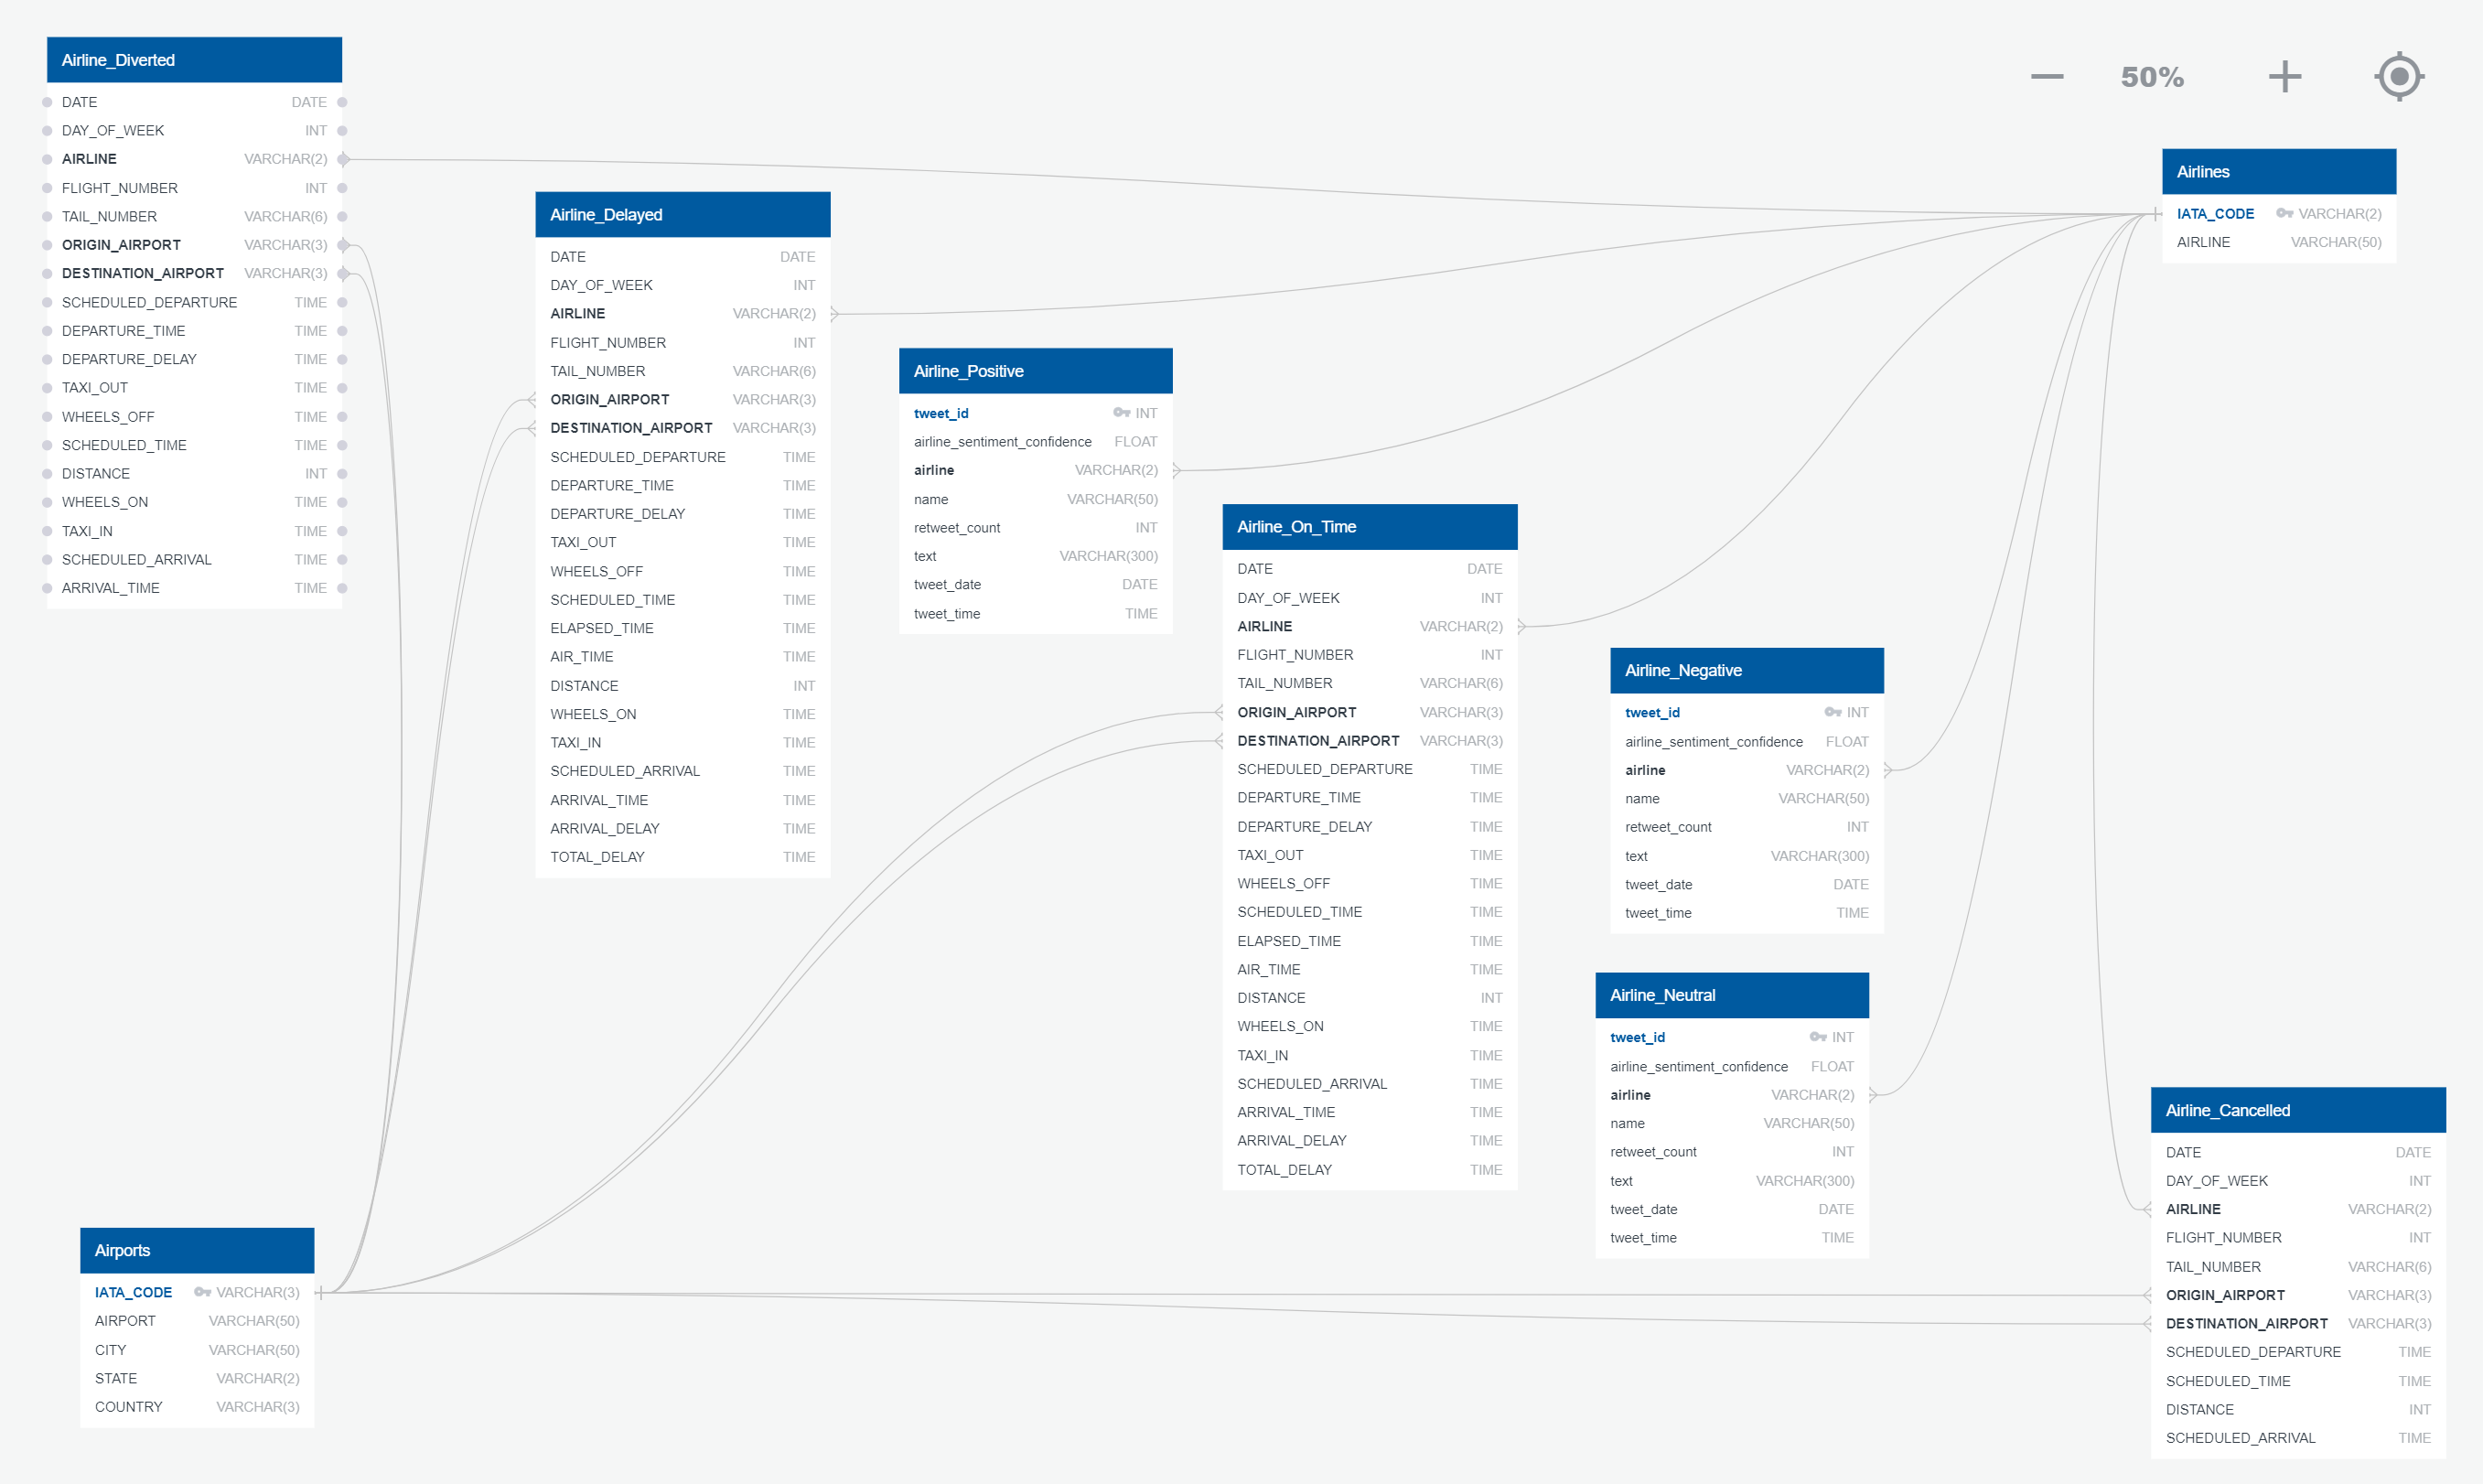 Airline_Diverted
DATE DATE
DAY_OF_WEEK INT
AIRLINE VARCHAR(2)
FLIGHT_NUMBER INT
TAIL_NUMBER VARCHAR(6)
ORIGIN_AIRPORT VARCHAR(3)
DESTINATION_AIRPORT VARCHAR(3)
SCHEDULED_DEPARTURE TIME
DEPARTURE_TIME TIME
DEPARTURE_DELAY TIME
TAXI_OUT TIME
WHEELS_OFF TIME
SCHEDULED_TIME TIME
DISTANCE INT
WHEELS_ON TIME
TAXI_IN TIME
SCHEDULED_ARRIVAL TIME
ARRIVAL_TIME TIME
50%
Airlines
IATA_CODE VARCHAR(2)
AIRLINE VARCHAR(50)
Airline_Delayed
DATE DATE
DAY_OF_WEEK INT
AIRLINE VARCHAR(2)
FLIGHT_NUMBER INT
TAIL_NUMBER VARCHAR(6)
ORIGIN_AIRPORT VARCHAR(3)
DESTINATION_AIRPORT VARCHAR(3)
SCHEDULED_DEPARTURE TIME
DEPARTURE_TIME TIME
DEPARTURE_DELAY TIME
TAXI_OUT TIME
WHEELS_OFF TIME
SCHEDULED_TIME TIME
ELAPSED_TIME TIME
AIR_TIME TIME
DISTANCE INT
WHEELS_ON TIME
TAXI_IN TIME
SCHEDULED_ARRIVAL TIME
ARRIVAL_TIME TIME
ARRIVAL_DELAY TIME
TOTAL_DELAY TIME
Airline_Positive
tweet_id INT
airline_sentiment_confidence FLOAT
airline VARCHAR(2)
name VARCHAR(50)
retweet_count INT
text VARCHAR(300)
tweet_date DATE
tweet_time TIME
Airline_On_Time
DATE DATE
DAY_OF_WEEK INT
AIRLINE VARCHAR(2)
FLIGHT_NUMBER INT
TAIL_NUMBER VARCHAR(6)
ORIGIN_AIRPORT VARCHAR(3)
DESTINATION_AIRPORT VARCHAR(3)
SCHEDULED_DEPARTURE TIME
DEPARTURE_TIME TIME
DEPARTURE_DELAY TIME
TAXI_OUT TIME
WHEELS_OFF TIME
SCHEDULED_TIME TIME
ELAPSED_TIME TIME
AIR_TIME TIME
DISTANCE INT
WHEELS_ON TIME
TAXI_IN TIME
SCHEDULED_ARRIVAL TIME
ARRIVAL_TIME TIME
ARRIVAL_DELAY TIME
TOTAL_DELAY TIME
Airline_Negative
tweet_id INT
airline_sentiment_confidence FLOAT
airline VARCHAR(2)
name VARCHAR(50)
retweet_count INT
text VARCHAR(300)
tweet_date DATE
tweet_time TIME
Airline_Neutral
tweet_id INT
airline_sentiment_confidence FLOAT
airline VARCHAR(2)
name VARCHAR(50)
retweet_count INT
text VARCHAR(300)
tweet_date DATE
tweet_time TIME
Airports
IATA_CODE VARCHAR(3)
AIRPORT VARCHAR(50)
CITY VARCHAR(50)
STATE VARCHAR(2)
COUNTRY VARCHAR(3)
Airline_Cancelled
DATE DATE
DAY_OF_WEEK INT
AIRLINE VARCHAR(2)
FLIGHT_NUMBER INT
TAIL_NUMBER VARCHAR(6)
ORIGIN_AIRPORT VARCHAR(3)
DESTINATION_AIRPORT VARCHAR(3)
SCHEDULED_DEPARTURE TIME
SCHEDULED_TIME TIME
DISTANCE INT
SCHEDULED_ARRIVAL TIME